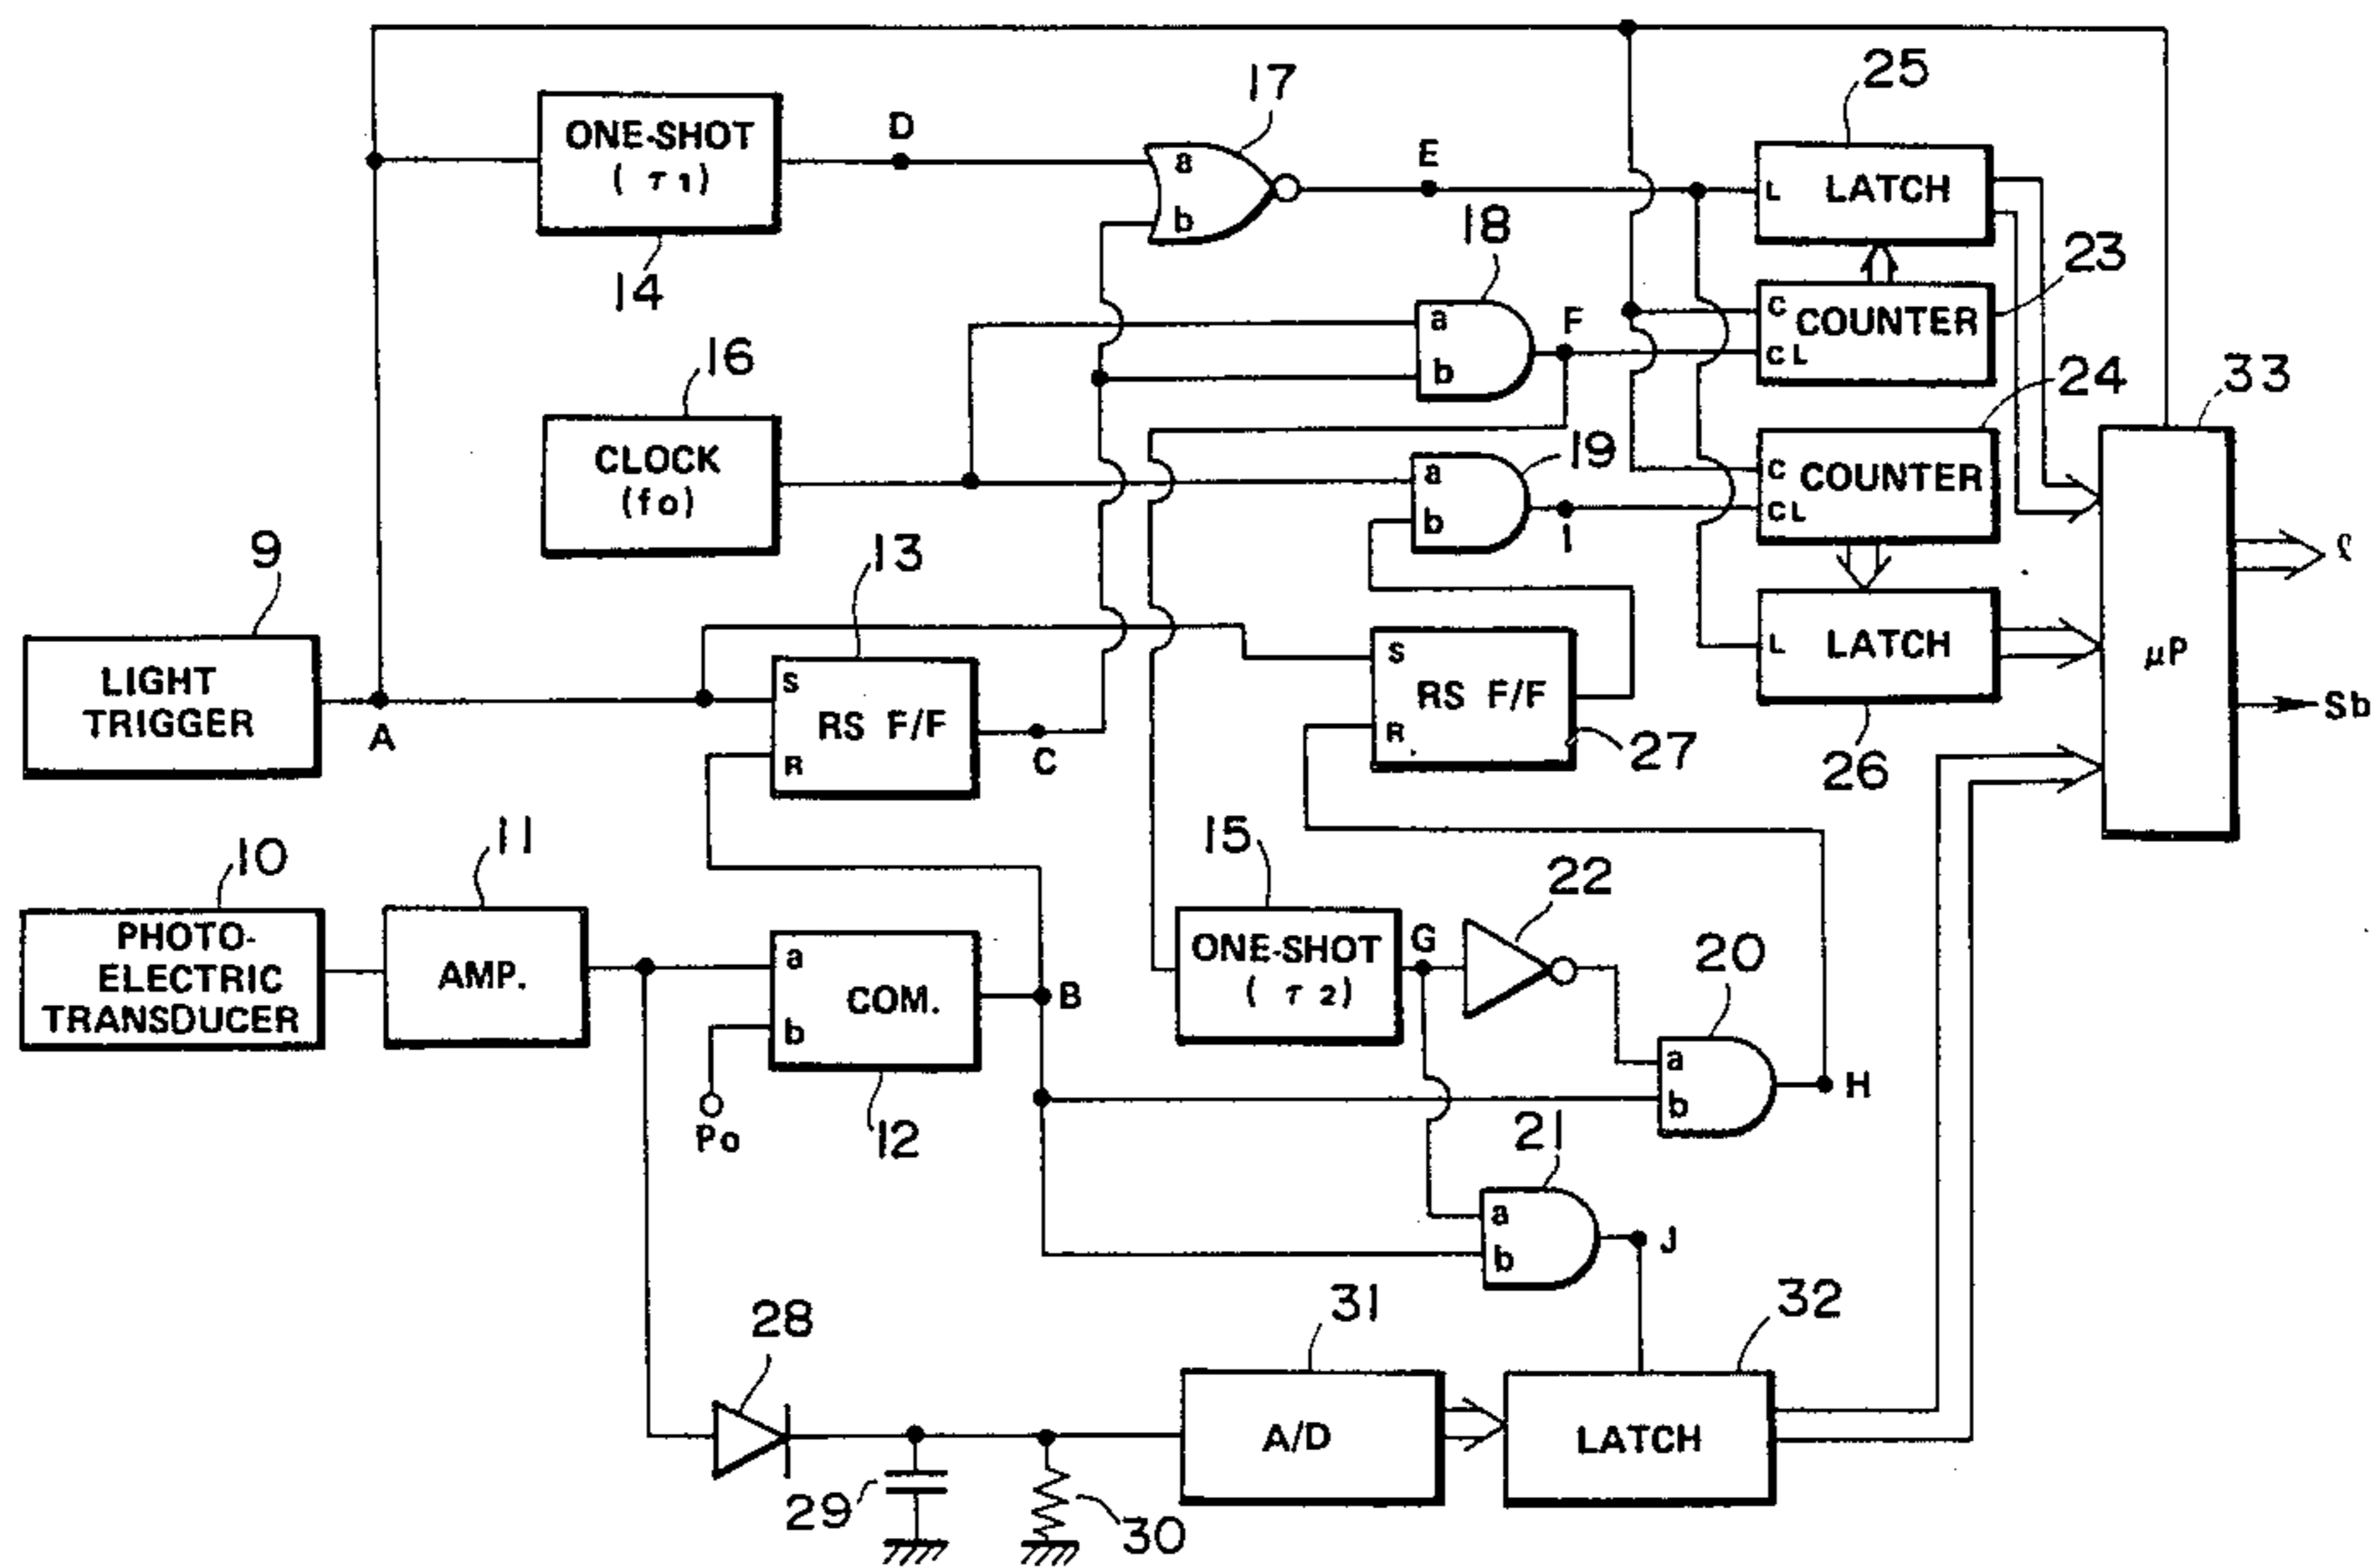 17
25
ONE-SHOT
(τ1)
D
a
b
E
L
LATCH
14
18
23
a
b
F
C
CL
COUNTER
16
24
33
CLOCK
(fo)
19
a
b
I
C
CL
COUNTER
9
13
ℓ
LIGHT
TRIGGER
A
S
R
RS F/F
C
S
R
RS F/F
27
L
LATCH
26
μP
Sb
10
11
15
22
20
PHOTO-
ELECTRIC
TRANSDUCER
AMP.
a
b
COM.
B
ONE-SHOT
(τ2)
G
a
b
H
Po
12
21
a
b
J
28
31
32
A/D
LATCH
29
30